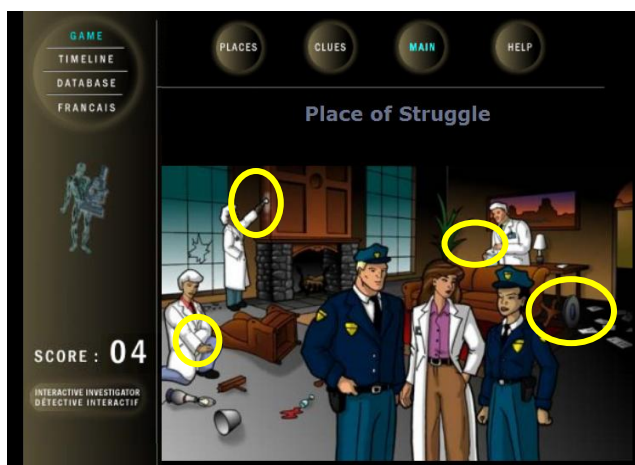 GAME
TIMELINE
DATABASE
FRANCAIS
PLACES
CLUES
MAIN
HELP
Place of Struggle
SCORE : 04
INTERACTIVE INVESTIGATOR
DÉTECTIVE INTERACTIF